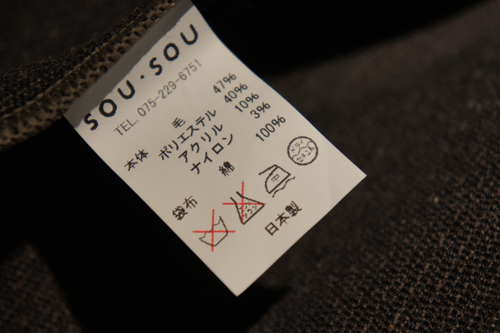 SOU・SOU
TEL. 075-229-6751
本体 毛 47%
ポリエステル 40%
アクリル 10%
ナイロン 3%
袋布 綿 100%
日本製